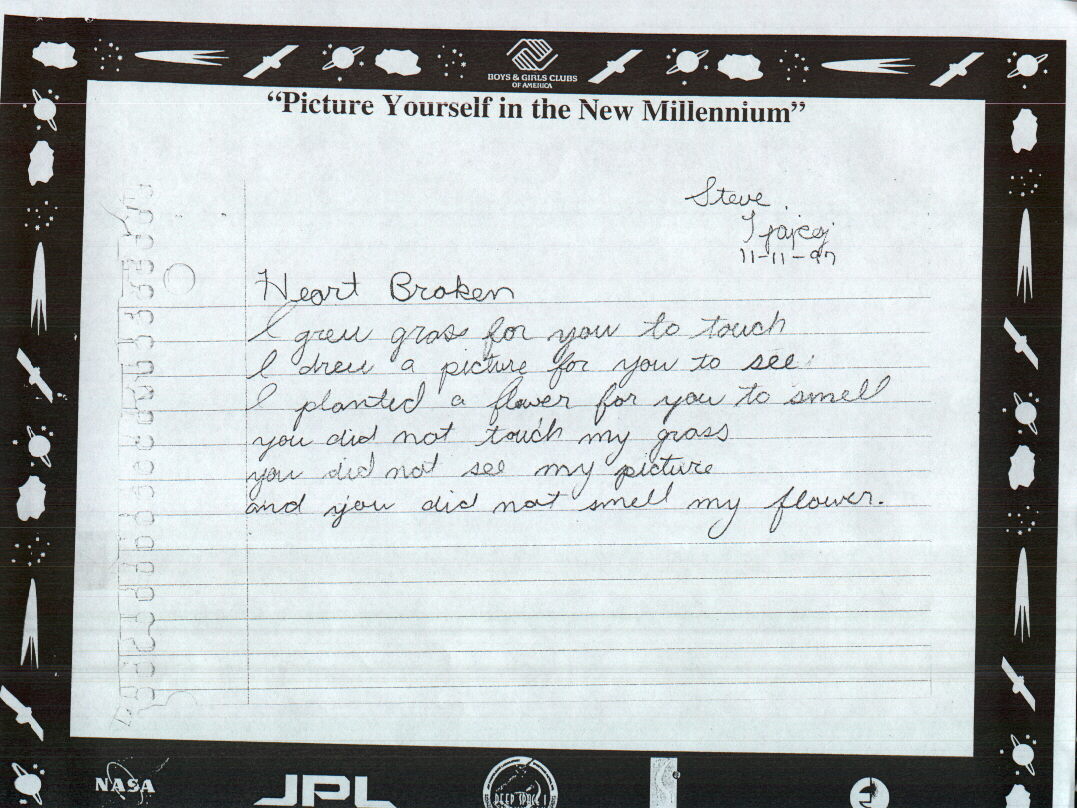 BOYS & GIRLS CLUBS
OF AMERICA
“Picture Yourself in the New Millennium”
Steve
11-11-97
Heart Broken
I grew grass for you to touch
I drew a picture for you to see
I planted a flower for you to smell
you did not touch my grass
you did not see my picture
and you did not smell my flower.
NASA
JPL
DEEP SPACE 1